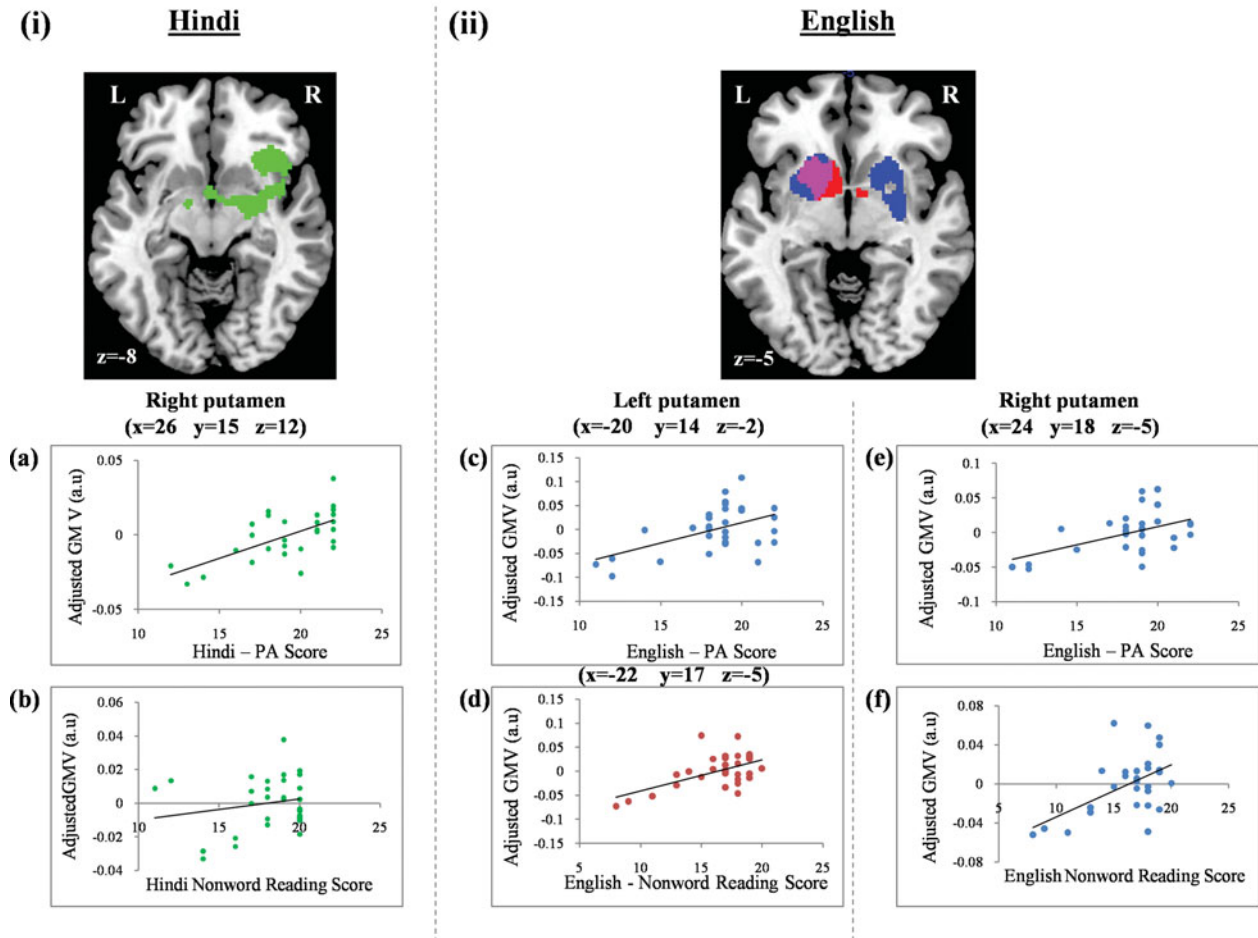 (i) Hindi
(ii) English
L R
z=-8
L R
z=-5
Right putamen
(x=26 y=15 z=12)
Left putamen
(x=-20 y=14 z=-2)
Right putamen
(x=24 y=18 z=-5)
(a)
Adjusted GM V (a.u)
0.05
0
-0.05
10 15 20 25
Hindi – PA Score
(c)
Adjusted GMV (a.u)
0.15
0.1
0.05
0
-0.05
-0.1
-0.15
10 15 20 25
English – PA Score
(e)
Adjusted GMV (a.u)
0.1
0.05
0
-0.05
-0.1
10 15 20 25
English – PA Score
(b)
AdjustedGMV (a.u)
0.06
0.04
0.02
0
-0.02
-0.04
10 15 20 25
Hindi Nonword Reading Score
(x=-22 y=17 z=-5)
(d)
Adjusted GMV (a.u)
0.15
0.1
0.05
0
-0.05
-0.15
5 10 15 20 25
English - Nonword Reading Score
(f)
Adjusted GMV (a.u)
0.08
0.04
0
-0.04
-0.08
5 10 15 20 25
English Nonword Reading Score